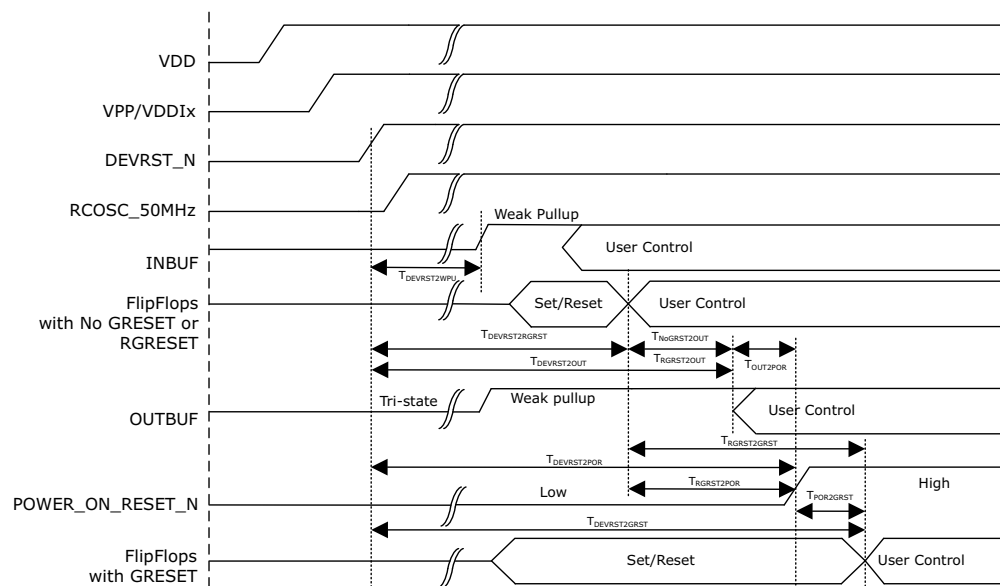 VDD
VPP/VDDIx
DEVRST_N
RCOSC_50MHz
Weak Pullup
INBUF
User Control
TDEVRST2WPU
FlipFlops
with No GRESET or
RGRESET
Set/Reset
User Control
TDEVRST2RGRST
TNoGRST2OUT
TDEVRST2OUT
TRGRST2OUT
TOUT2POR
Tri-state
Weak pullup
OUTBUF
User Control
TRGRST2GRST
TDEVRST2POR
TRGRST2POR
High
POWER_ON_RESET_N
Low
TPOR2GRST
TDEVRST2GRST
FlipFlops
with GRESET
Set/Reset
User Control